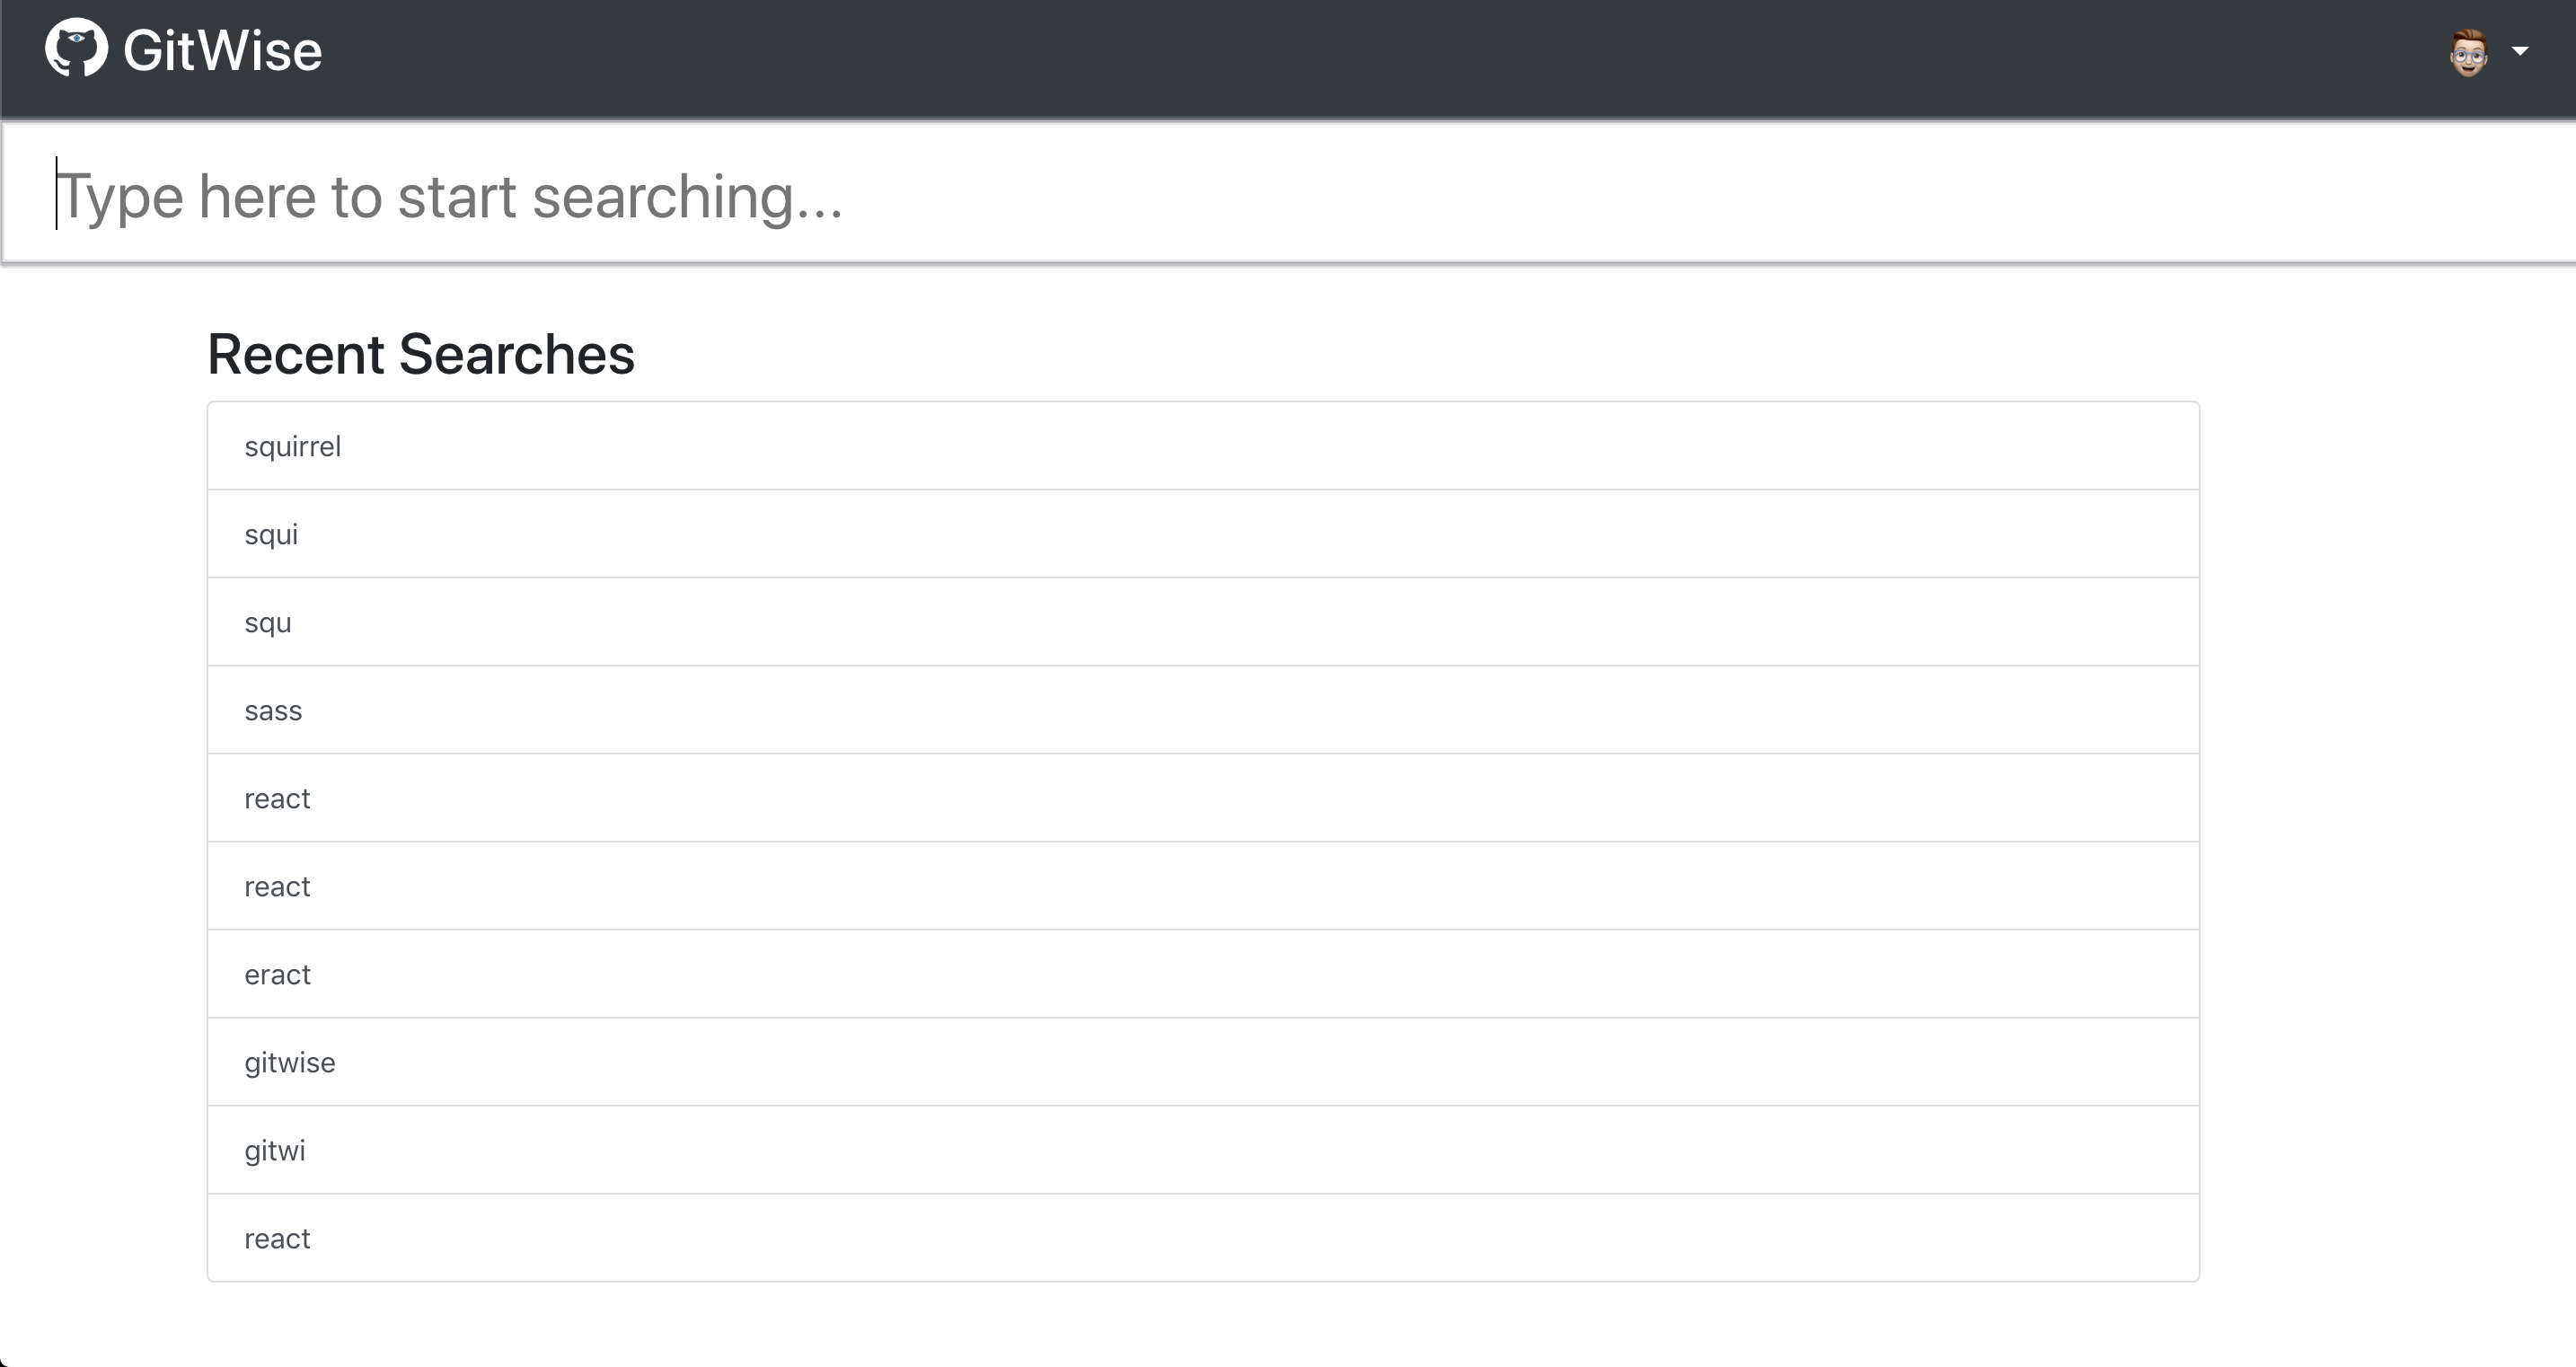 GitWise
Type here to start searching...
Recent Searches
squirrel
squi
squ
sass
react
react
eract
gitwise
gitwi
react